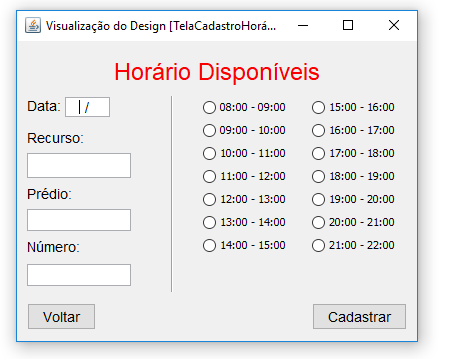 Visualização do Design [TelaCadastroHorá...
Horário Disponíveis
Data: /
Recurso:
Prédio:
Número:
08:00 - 09:00
09:00 - 10:00
10:00 - 11:00
11:00 - 12:00
12:00 - 13:00
13:00 - 14:00
14:00 - 15:00
15:00 - 16:00
16:00 - 17:00
17:00 - 18:00
18:00 - 19:00
19:00 - 20:00
20:00 - 21:00
21:00 - 22:00
Voltar
Cadastrar